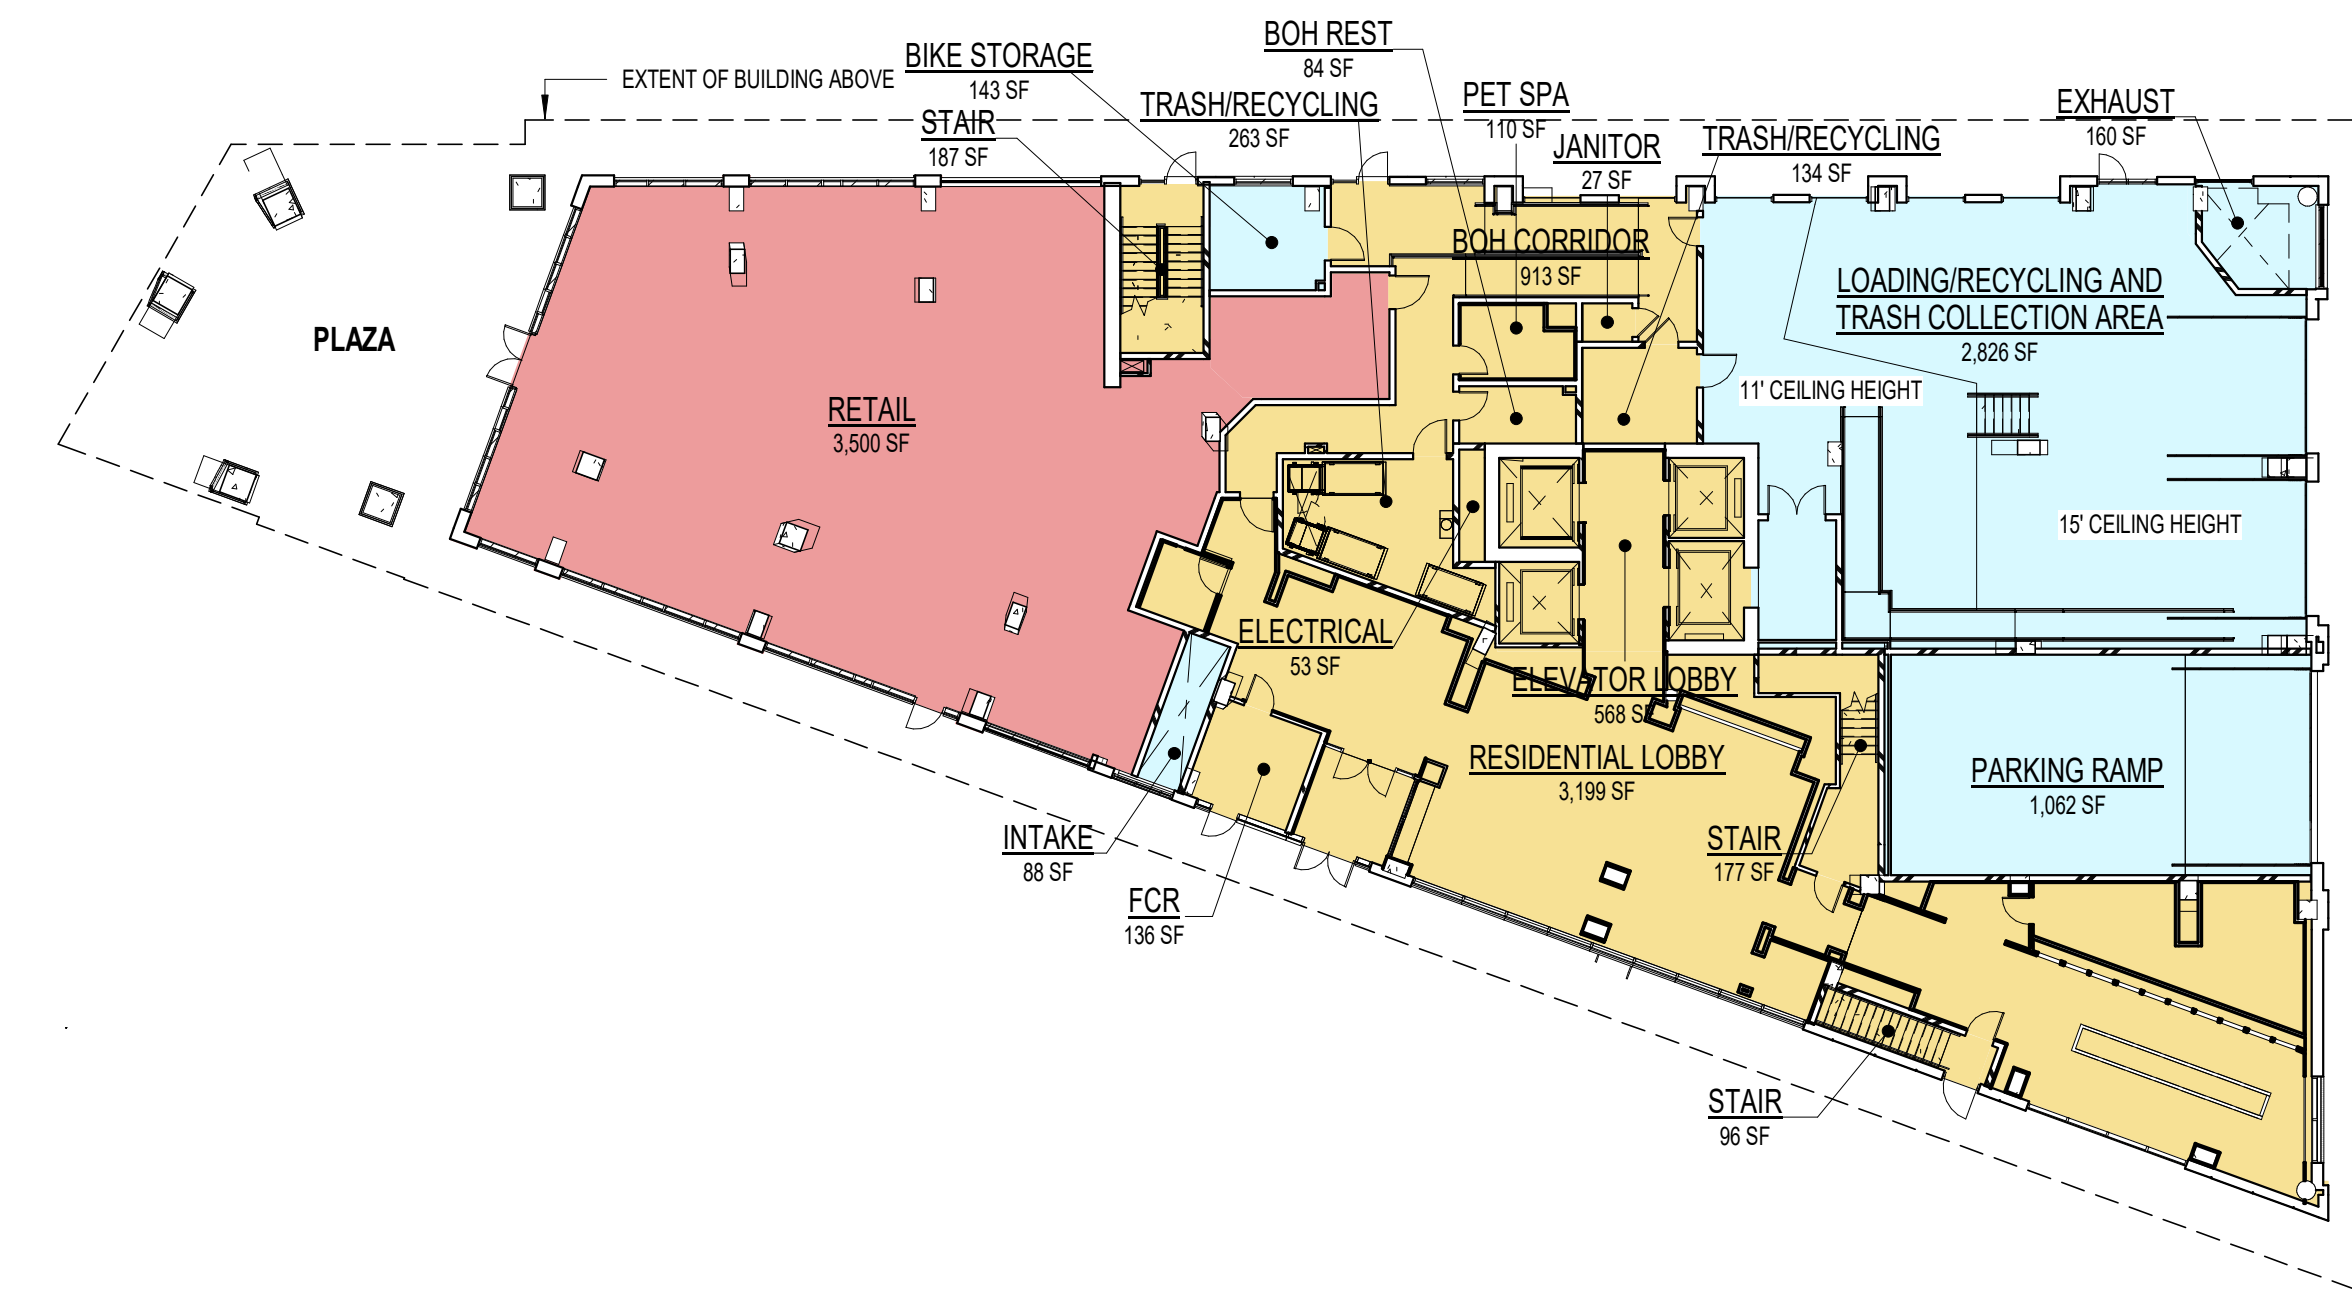 BOH REST
84 SF
BIKE STORAGE
143 SF
EXTENT OF BUILDING ABOVE
TRASH/RECYCLING
263 SF
PET SPA
110 SF
EXHAUST
160 SF
STAIR
187 SF
JANITOR
27 SF
TRASH/RECYCLING
134 SF
BOH CORRIDOR
913 SF
LOADING/RECYCLING AND
TRASH COLLECTION AREA
2,826 SF
PLAZA
11' CEILING HEIGHT
RETAIL
3,500 SF
15' CEILING HEIGHT
ELECTRICAL
53 SF
ELEVATOR LOBBY
568 SF
RESIDENTIAL LOBBY
3,199 SF
PARKING RAMP
1,062 SF
INTAKE
88 SF
STAIR
177 SF
FCR
136 SF
STAIR
96 SF